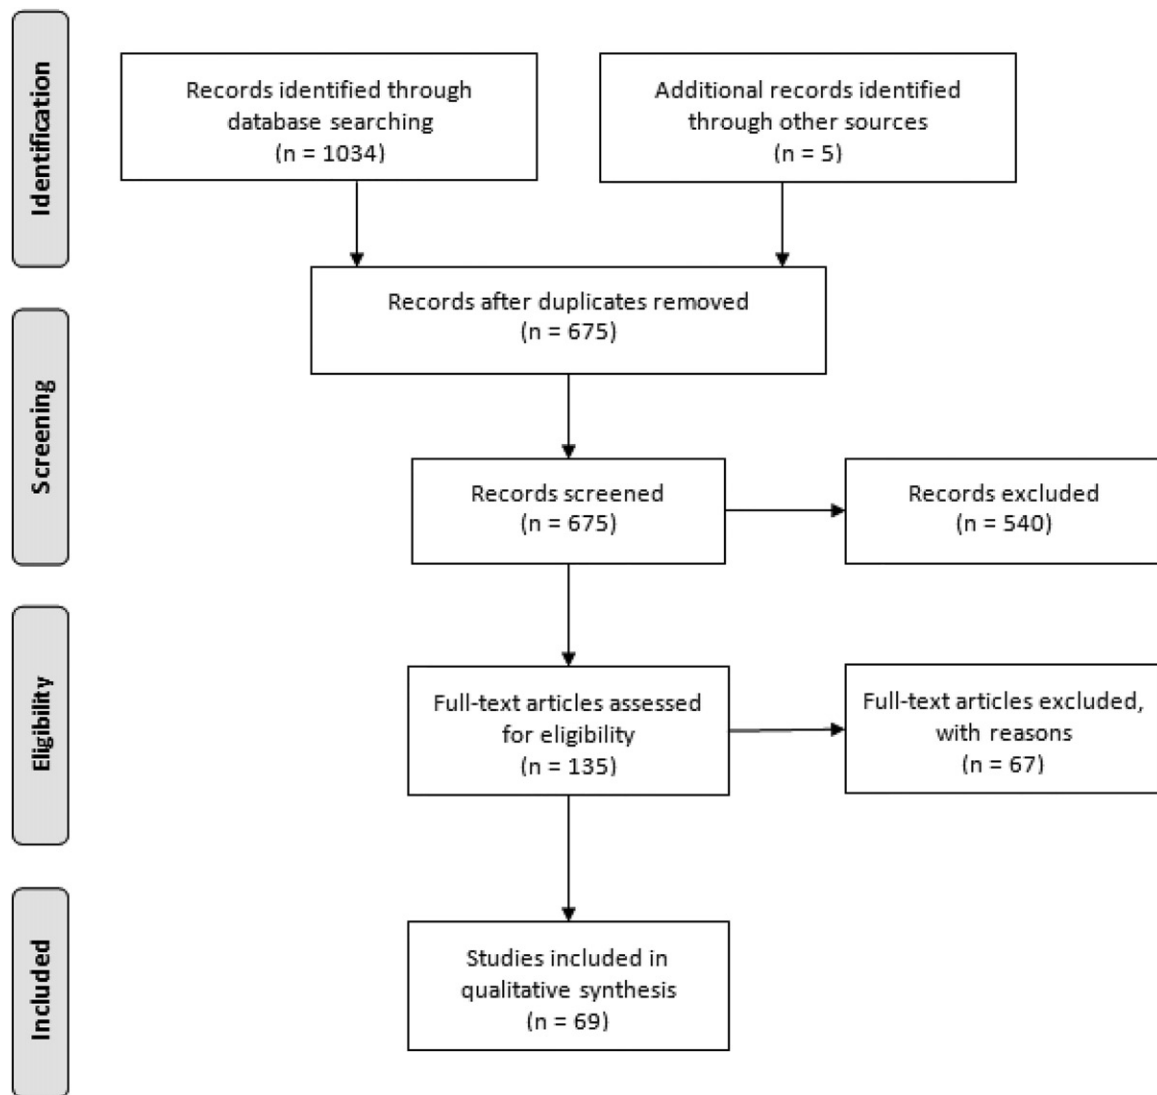 Identification
Records identified through
database searching
(n = 1034)
Additional records identified
through other sources
(n = 5)
Records after duplicates removed
(n = 675)
Screening
Records screened
(n = 675)
Records excluded
(n = 540)
Eligibility
Full-text articles assessed
for eligibility
(n = 135)
Full-text articles excluded,
with reasons
(n = 67)
Included
Studies included in
qualitative synthesis
(n = 69)